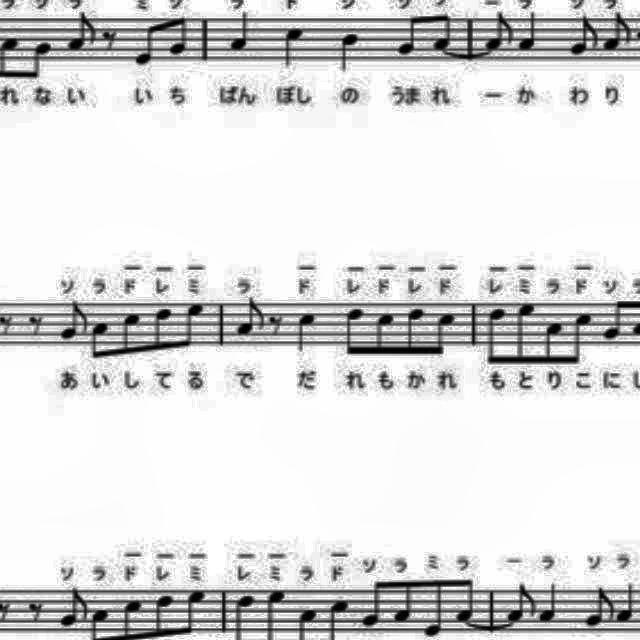 れ な い い ち ばん ぼし の うま れ ー か わ り
ソ ラ ド レ ミ ラ ド レ ド レ ド レ ミ ラ ド ソ
あ い し て る で だ れ も か れ も と り こ に
ソ ラ ド レ ミ レ ミ ラ ド ソ ラ ミ ラ ー ラ ソ ラ